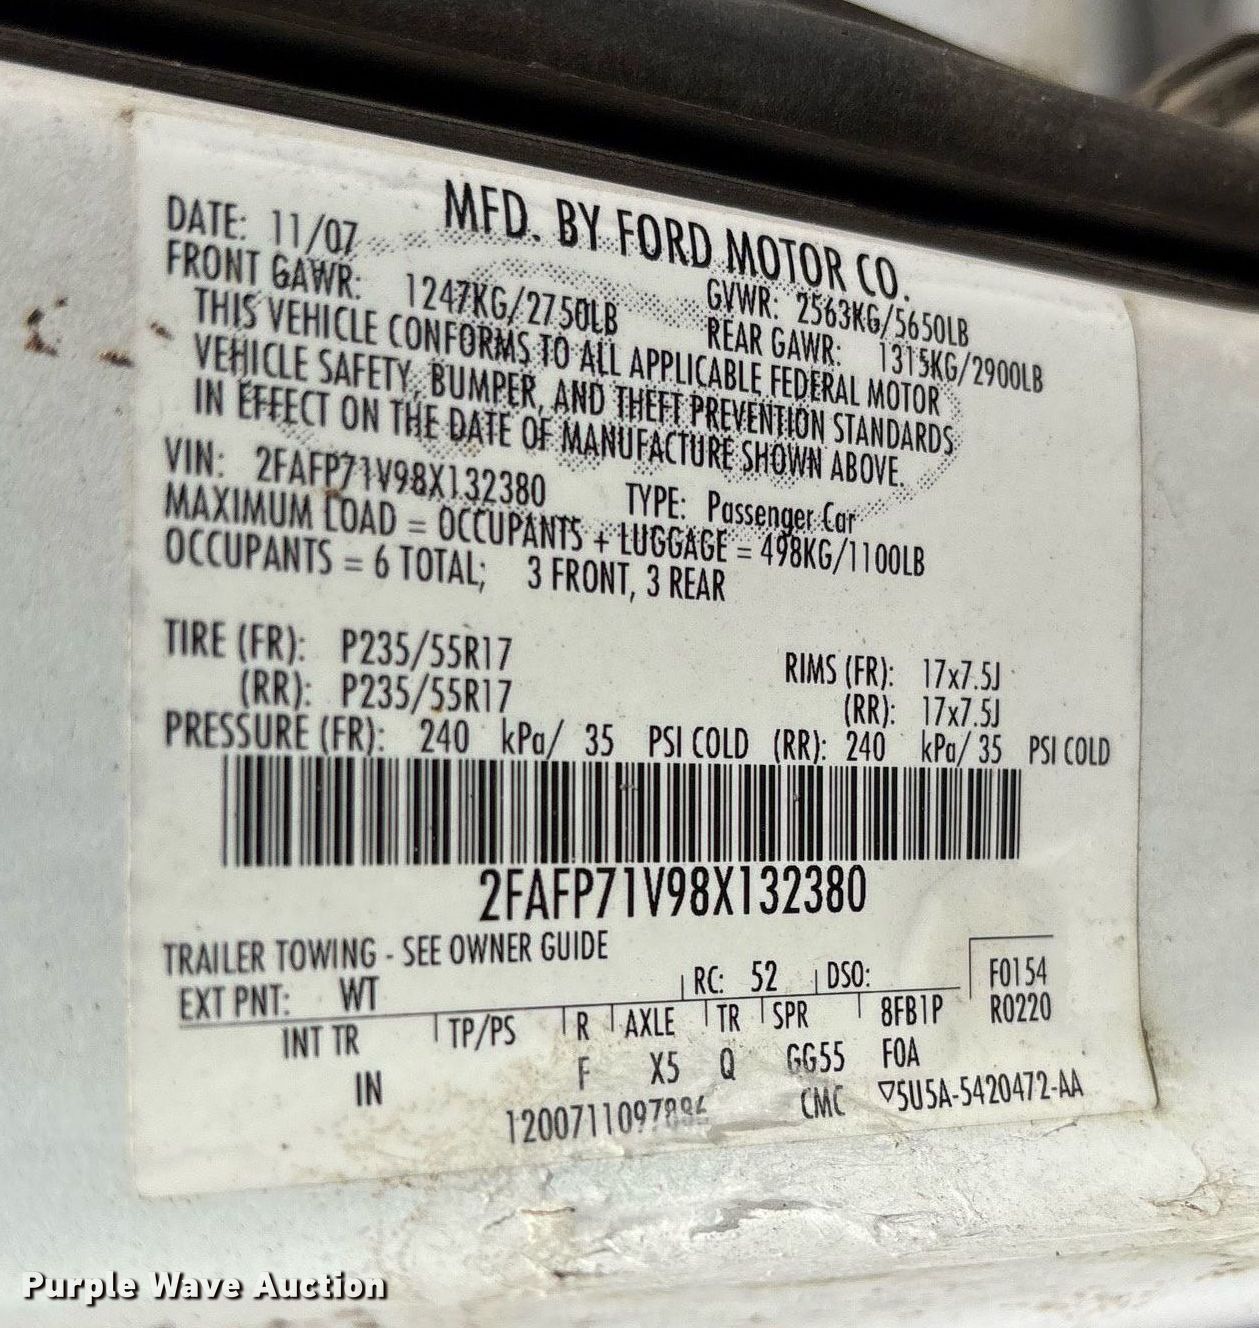 MFD. BY FORD MOTOR CO.
DATE: 11/07 GVWR: 2563KG/5650LB
FRONT GAWR: 1247KG/2750LB REAR GAWR: 1315KG/2900LB
THIS VEHICLE CONFORMS TO ALL APPLICABLE FEDERAL MOTOR
VEHICLE SAFETY, BUMPER, AND THEFT PREVENTION STANDARDS
IN EFFECT ON THE DATE OF MANUFACTURE SHOWN ABOVE.
VIN: 2FAFP71V98X132380 TYPE: Passenger Car
MAXIMUM LOAD = OCCUPANTS + LUGGAGE = 498KG/1100LB
OCCUPANTS = 6 TOTAL; 3 FRONT, 3 REAR
TIRE (FR): P235/55R17 RIMS (FR): 17x7.5J
(RR): P235/55R17 (RR): 17x7.5J
PRESSURE (FR): 240 kPa/ 35 PSI COLD (RR): 240 kPa/ 35 PSI COLD
2FAFP71V98X132380
TRAILER TOWING - SEE OWNER GUIDE
EXT PNT: WT RC: 52 DSO: F0154
INT TR TP/PS R AXLE TR SPR 8FB1P R0220
IN F X5 Q GG55 FOA
CMC ▽5U5A-5420472-AA
Purple Wave Auction